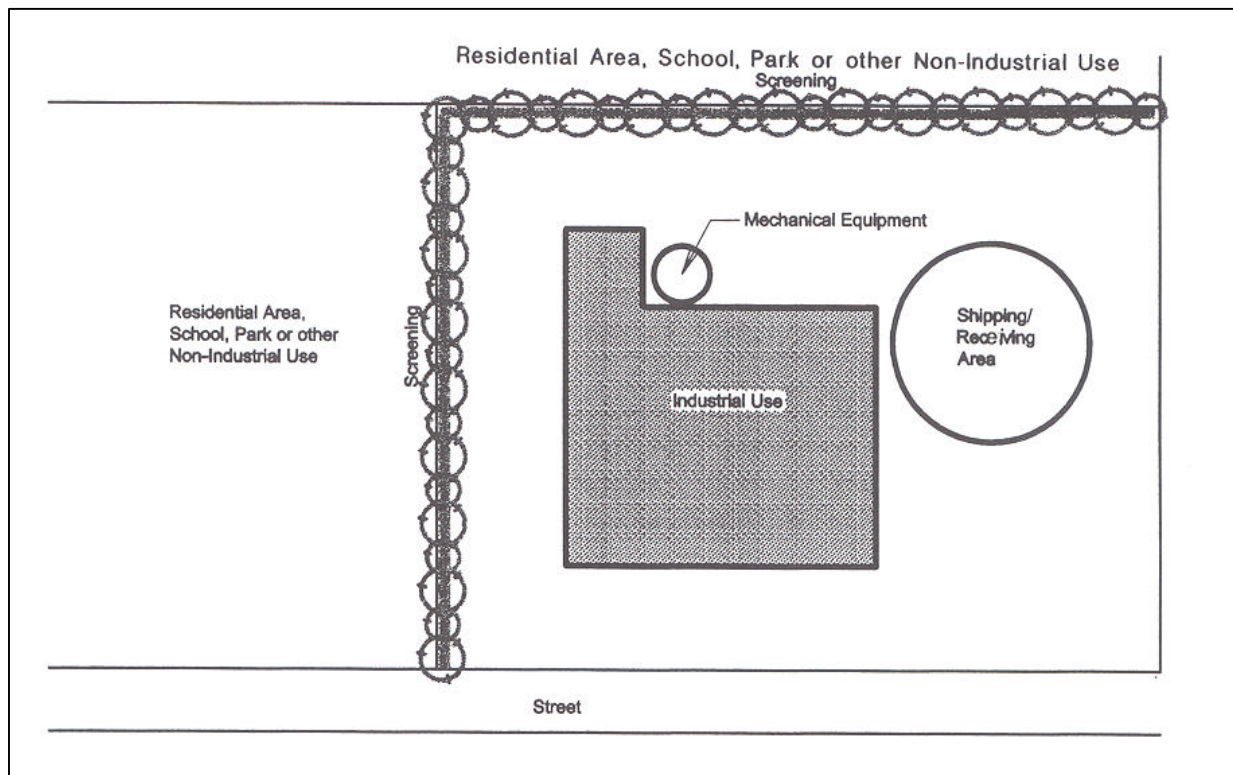 Residential Area, School, Park or other Non-Industrial Use
Screening
Mechanical Equipment
Residential Area,
School, Park or other
Non-Industrial Use
Screening
Shipping/
Receiving
Area
Industrial Use
Street